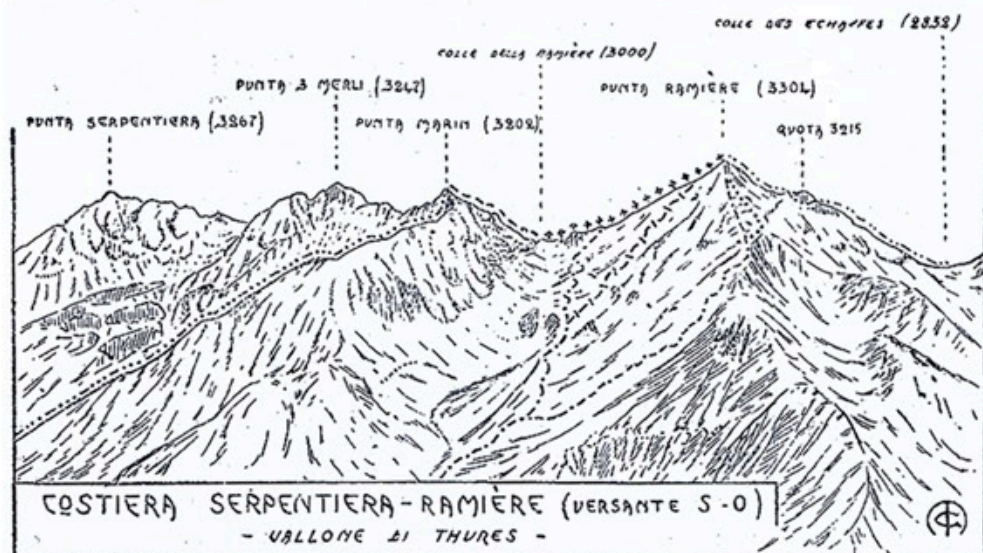 COLLE DES ECHAFFES (2832)
COLLE DELLA RAMIÈRE (3000)
PUNTA 3 MERLI (3247)
PUNTA RAMIÈRE (3304)
PUNTA SERPENTIERA (3267)
PUNTA MARIN (3202)
QUOTA 3215
COSTIERA SERPENTIERA-RAMIÈRE (VERSANTE S-O)
- VALLONE DI THURES -